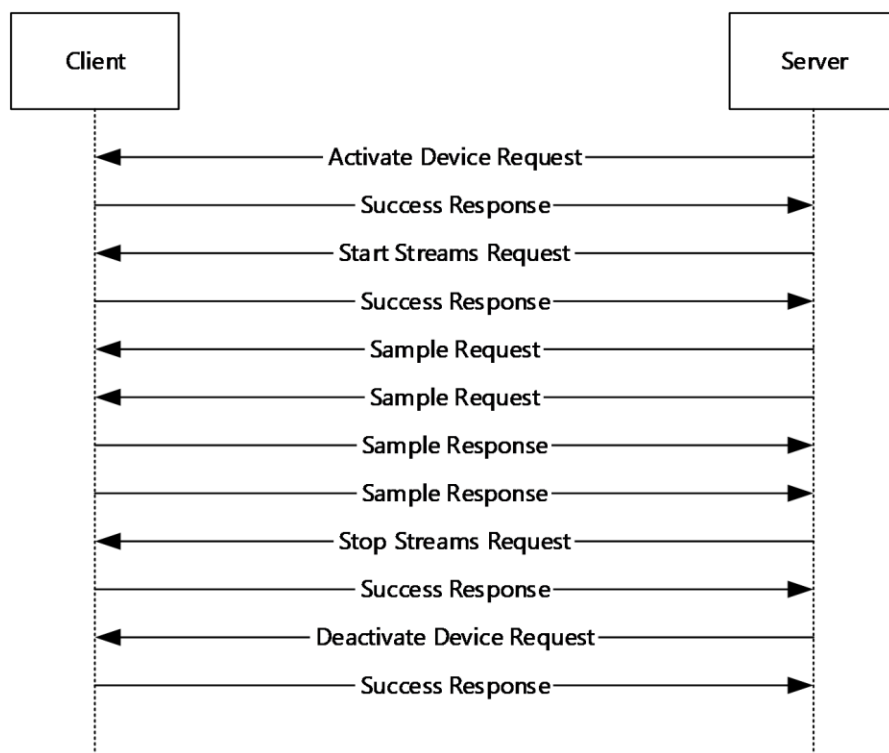 Client
Server
Activate Device Request
Success Response
Start Streams Request
Success Response
Sample Request
Sample Request
Sample Response
Sample Response
Stop Streams Request
Success Response
Deactivate Device Request
Success Response